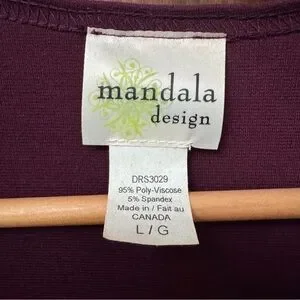 mandala
design
DRS3029
95% Poly-Viscose
5% Spandex
Made in / Fait au
CANADA
L / G